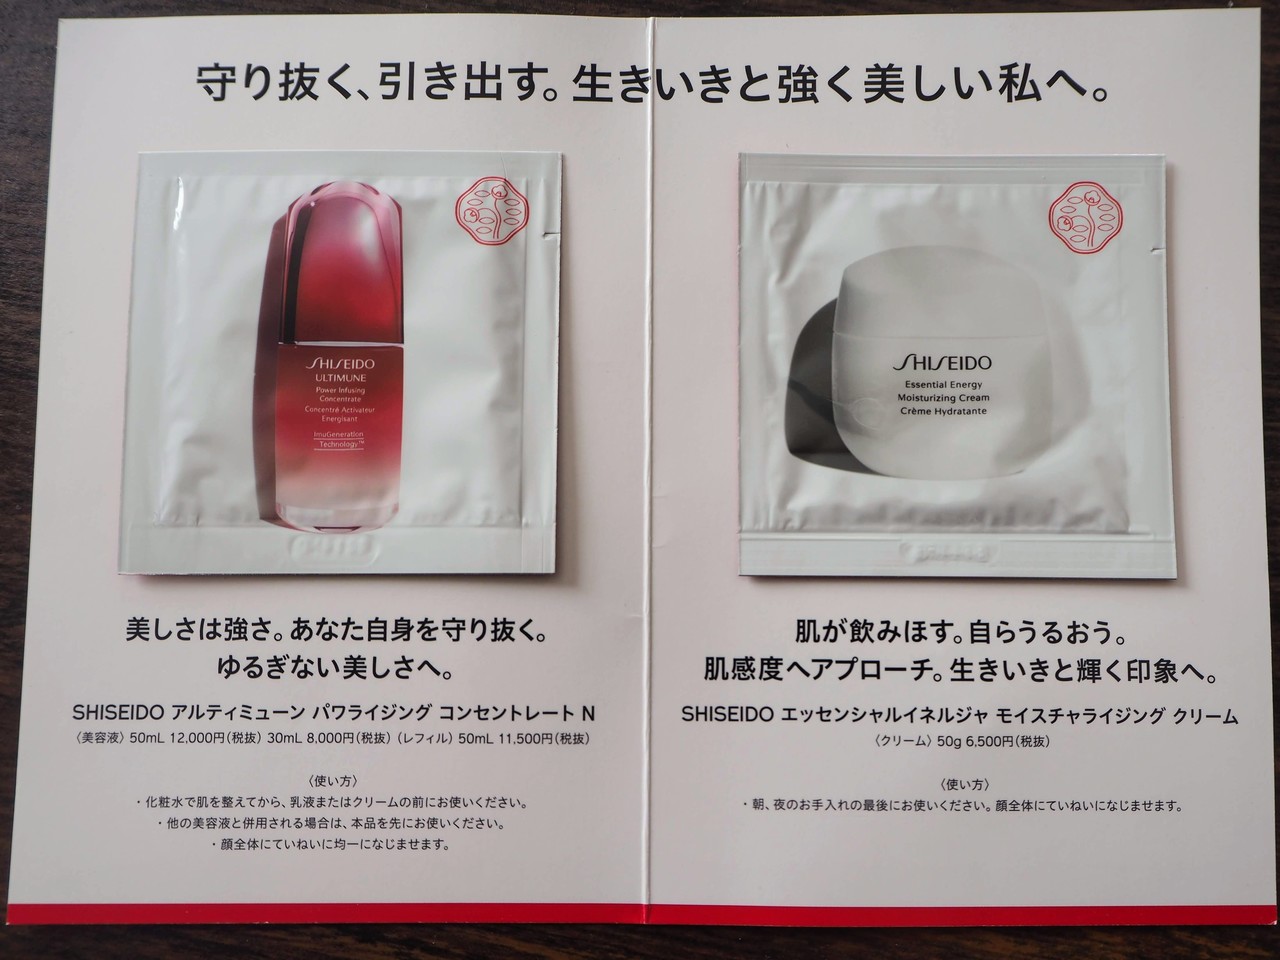 守り抜く、引き出す。生きいきと強く美しい私へ。
SHISEIDO
ULTIMUNE
Power Infusing
Concentrate
Concentré Activateur
Energisant
ImuGeneration
Technology™
美しさは強さ。あなた自身を守り抜く。
ゆるぎない美しさへ。
SHISEIDO アルティミューン パワライジング コンセントレート N
〈美容液〉 50mL 12,000円(税抜) 30mL 8,000円(税抜) (レフィル) 50mL 11,500円(税抜)
〈使い方〉
・化粧水で肌を整えてから、乳液またはクリームの前にお使いください。
・他の美容液と併用される場合は、本品を先にお使いください。
・顔全体にていねいに均一になじませます。
SHISEIDO
Essential Energy
Moisturizing Cream
Crème Hydratante
肌が飲みほす。自らうるおう。
肌感度へアプローチ。生きいきと輝く印象へ。
SHISEIDO エッセンシャルイネルジャ モイスチャライジング クリーム
〈クリーム〉 50g 6,500円(税抜)
〈使い方〉
・朝、夜のお手入れの最後にお使いください。顔全体にていねいになじませます。